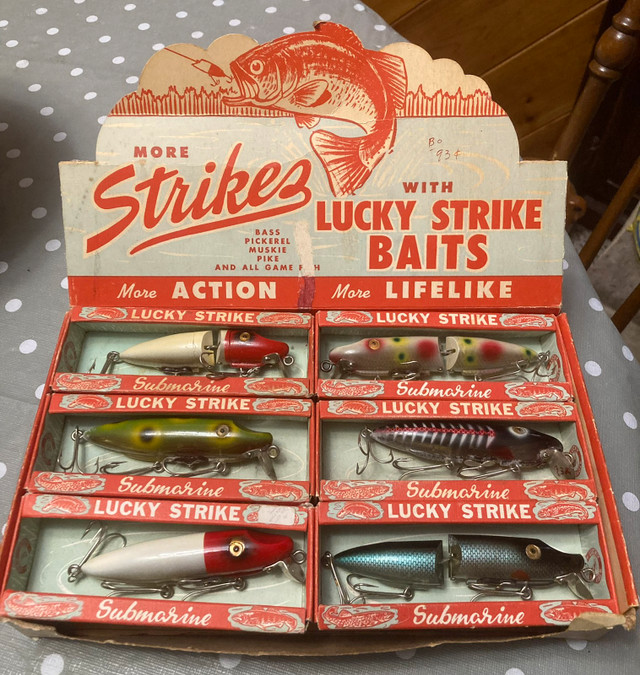 MORE
Strikes
WITH
LUCKY STRIKE
BAITS
BASS
PICKEREL
MUSKIE
PIKE
AND ALL GAME F SH
More ACTION More LIFELIKE
LUCKY STRIKE LUCKY STRIKE
Submarine Submarine
LUCKY STRIKE LUCKY STRIKE
Submarine Submarine
LUCKY STRIKE LUCKY STRIKE
Submarine Submarine